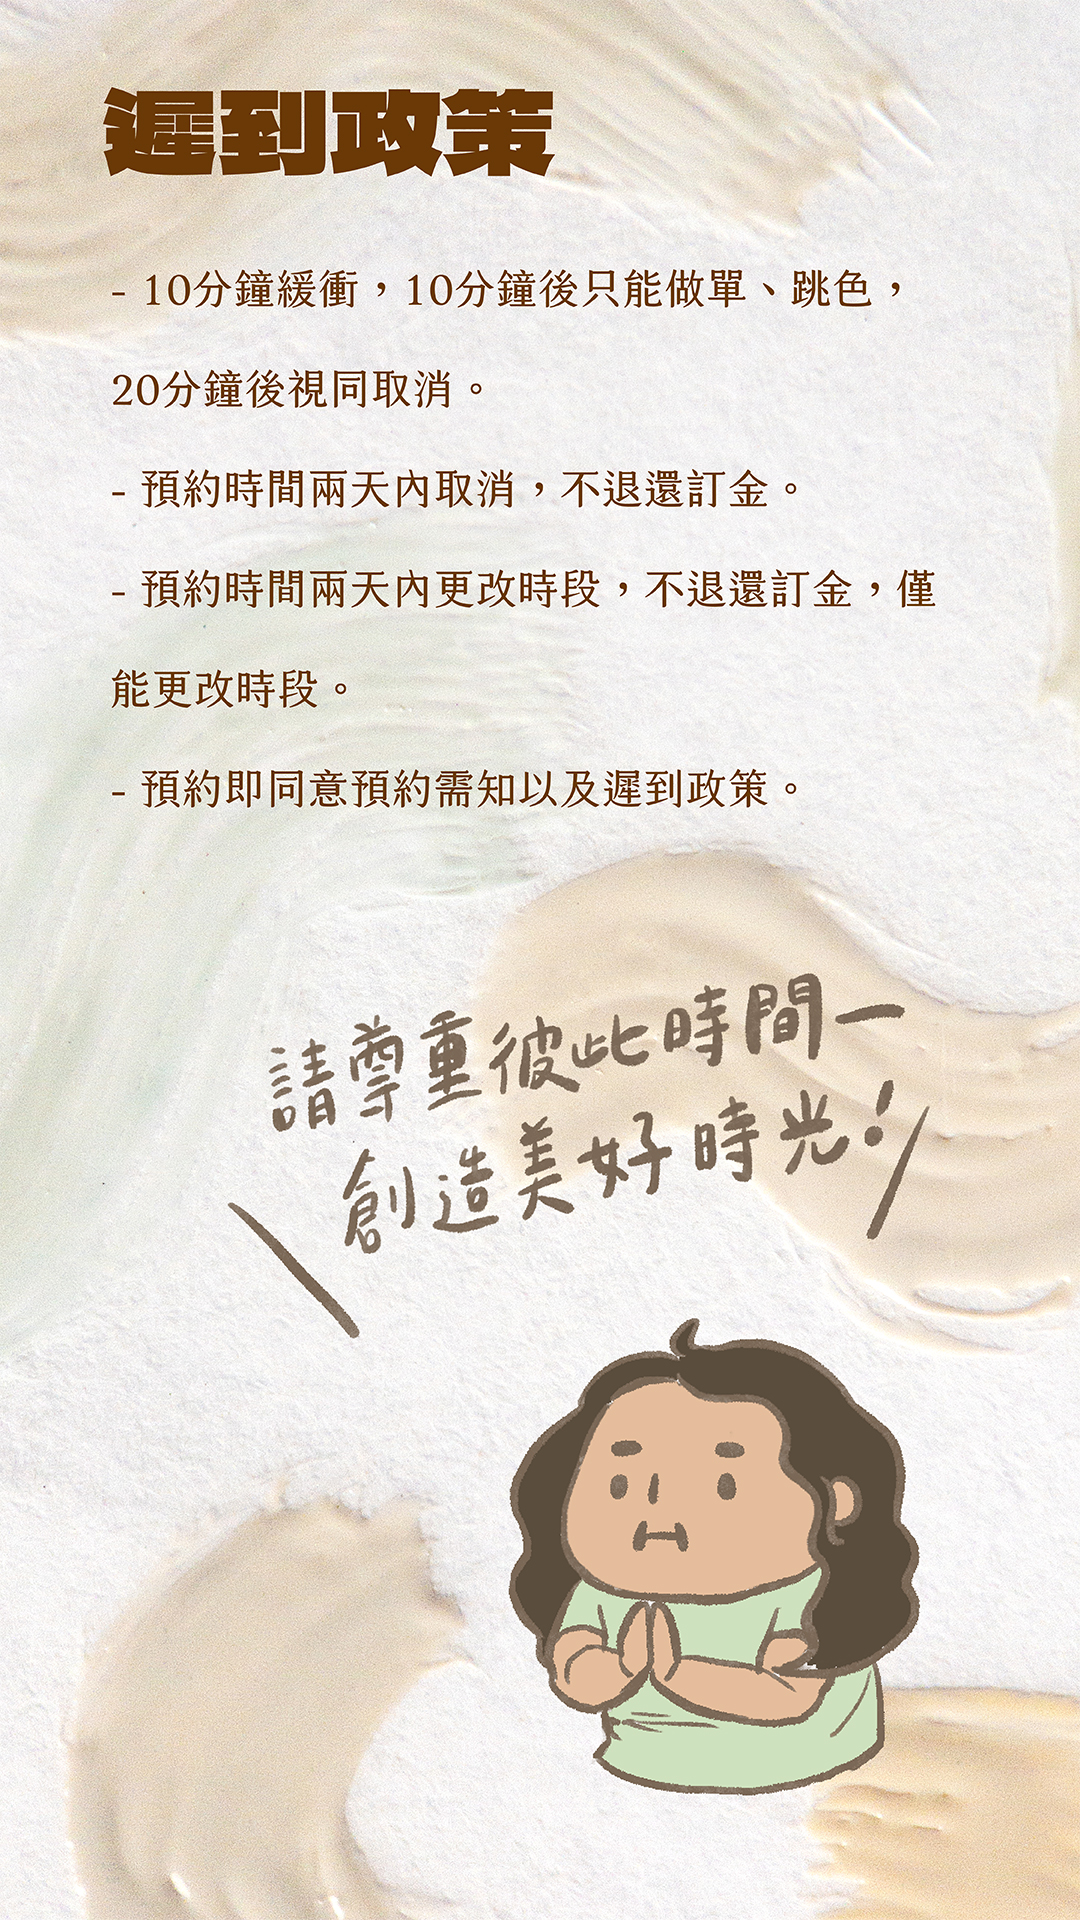 遲到政策
- 10分鐘緩衝，10分鐘後只能做單、跳色，
20分鐘後視同取消。
- 預約時間兩天內取消，不退還訂金。
- 預約時間兩天內更改時段，不退還訂金，僅
能更改時段。
- 預約即同意預約需知以及遲到政策。
請尊重彼此時間一
創造美好時光！